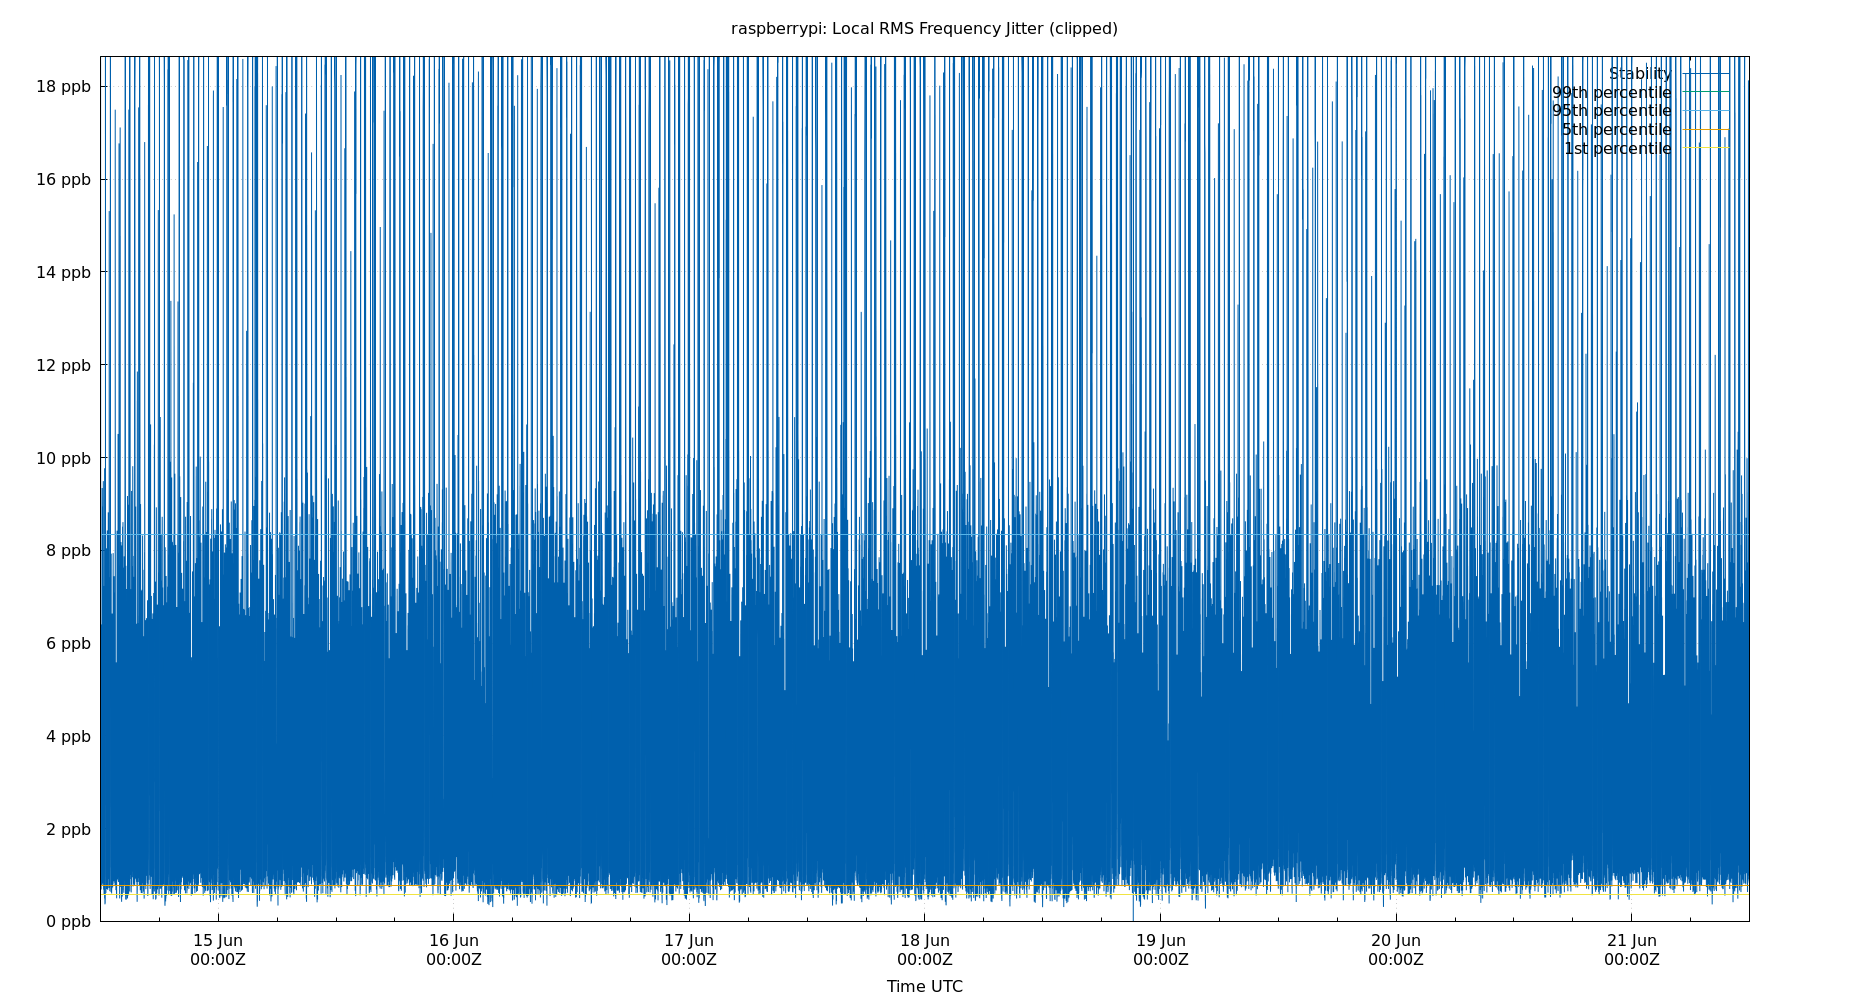 raspberrypi: Local RMS Frequency Jitter (clipped)
18 ppb
16 ppb
14 ppb
12 ppb
10 ppb
8 ppb
6 ppb
4 ppb
2 ppb
0 ppb
Stability
99th percentile
95th percentile
5th percentile
1st percentile
15 Jun
00:00Z
16 Jun
00:00Z
17 Jun
00:00Z
18 Jun
00:00Z
19 Jun
00:00Z
20 Jun
00:00Z
21 Jun
00:00Z
Time UTC